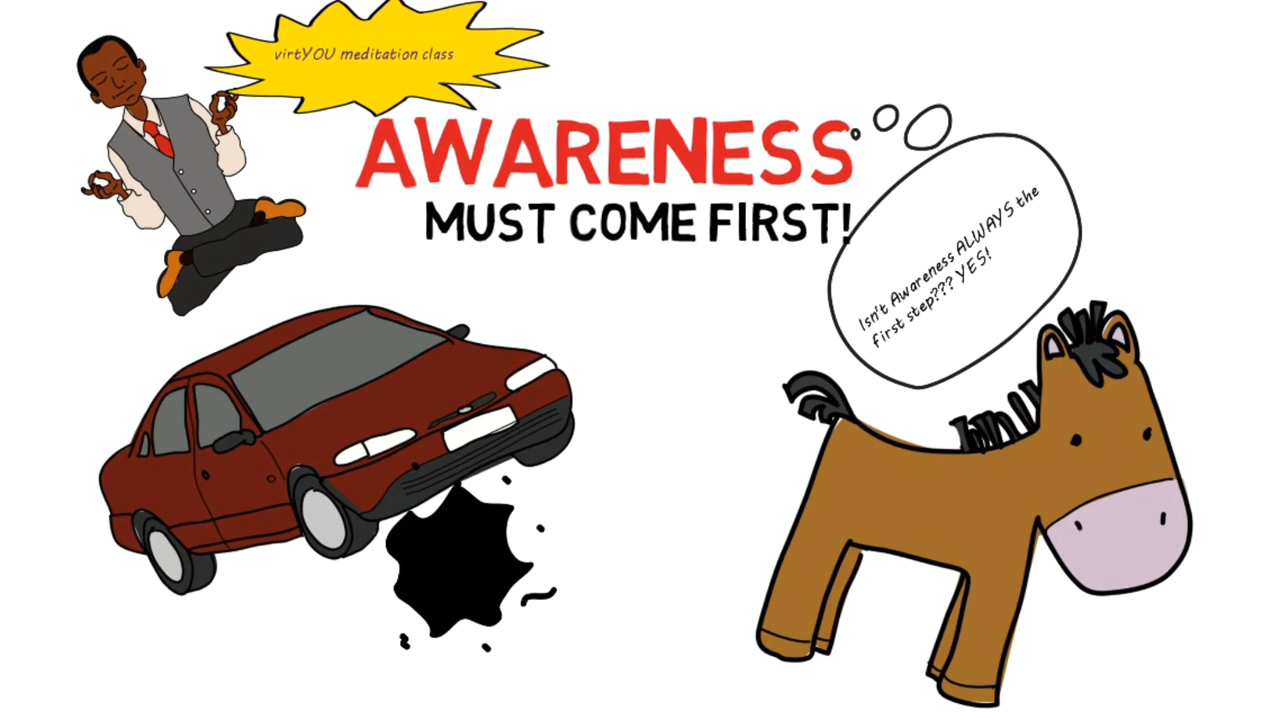 virtYOU meditation class
AWARENESS
MUST COME FIRST!
Isn't Awareness ALWAYS the
first step??? YES!